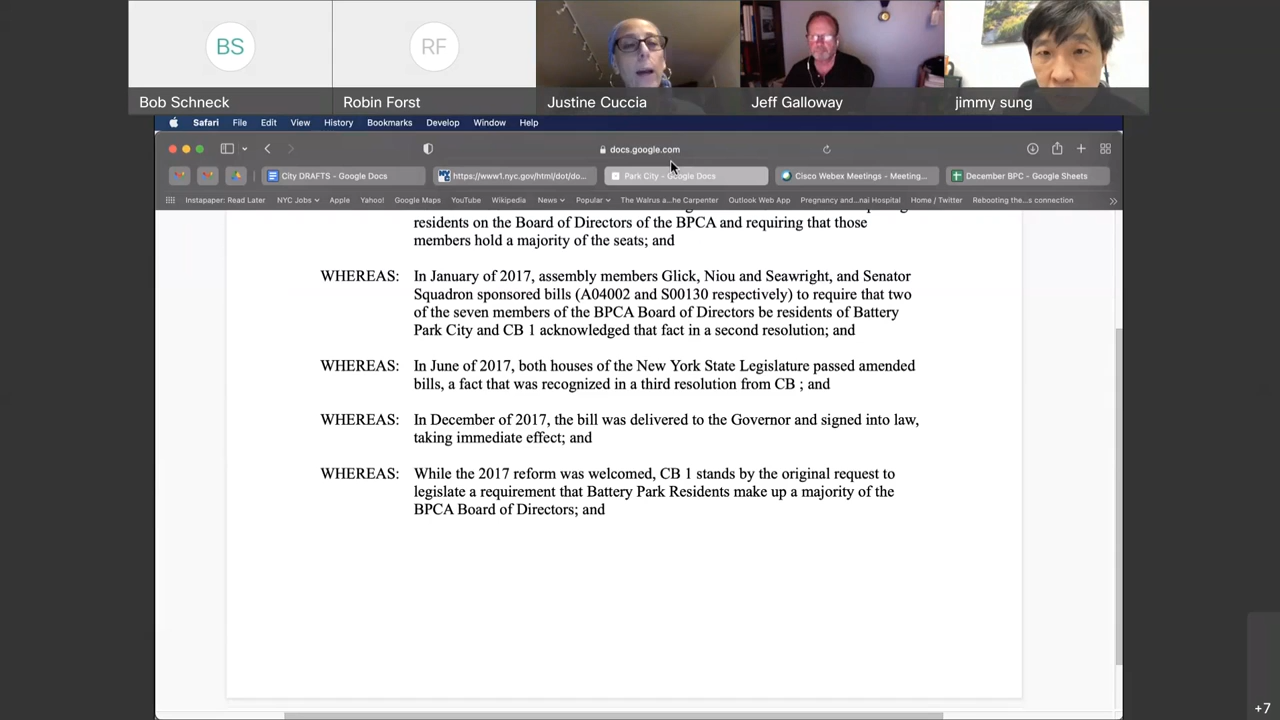 BS
RF
Bob Schneck
Robin Forst
Justine Cuccia
Jeff Galloway
jimmy sung
Safari File Edit View History Bookmarks Develop Window Help
docs.google.com
City DRAFTS - Google Docs
https://www1.nyc.gov/html/dot/do...
Park City - Google Docs
Cisco Webex Meetings - Meeting...
December BPC - Google Sheets
Instapaper: Read Later NYC Jobs Apple Yahoo! Google Maps YouTube Wikipedia News Popular The Walrus a...he Carpenter Outlook Web App Pregnancy and...nai Hospital Home / Twitter Rebooting the...s connection
residents on the Board of Directors of the BPCA and requiring that those
members hold a majority of the seats; and
WHEREAS: In January of 2017, assembly members Glick, Niou and Seawright, and Senator
Squadron sponsored bills (A04002 and S00130 respectively) to require that two
of the seven members of the BPCA Board of Directors be residents of Battery
Park City and CB 1 acknowledged that fact in a second resolution; and
WHEREAS: In June of 2017, both houses of the New York State Legislature passed amended
bills, a fact that was recognized in a third resolution from CB ; and
WHEREAS: In December of 2017, the bill was delivered to the Governor and signed into law,
taking immediate effect; and
WHEREAS: While the 2017 reform was welcomed, CB 1 stands by the original request to
legislate a requirement that Battery Park Residents make up a majority of the
BPCA Board of Directors; and
+7